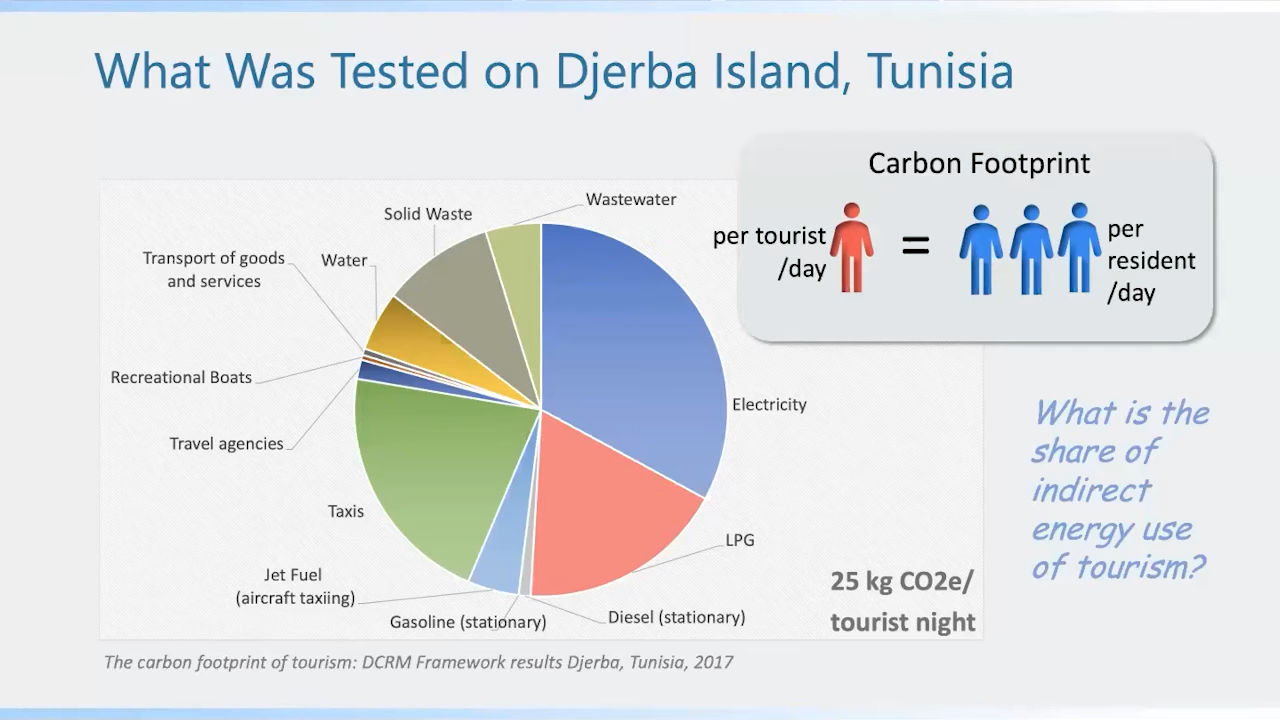 What Was Tested on Djerba Island, Tunisia
Carbon Footprint
per tourist
/day
=
per
resident
/day
Wastewater
Solid Waste
Transport of goods
and services
Water
Recreational Boats
Travel agencies
Electricity
Taxis
LPG
Jet Fuel
(aircraft taxiing)
Gasoline (stationary)
Diesel (stationary)
25 kg CO2e/
tourist night
What is the
share of
indirect
energy use
of tourism?
The carbon footprint of tourism: DCRM Framework results Djerba, Tunisia, 2017